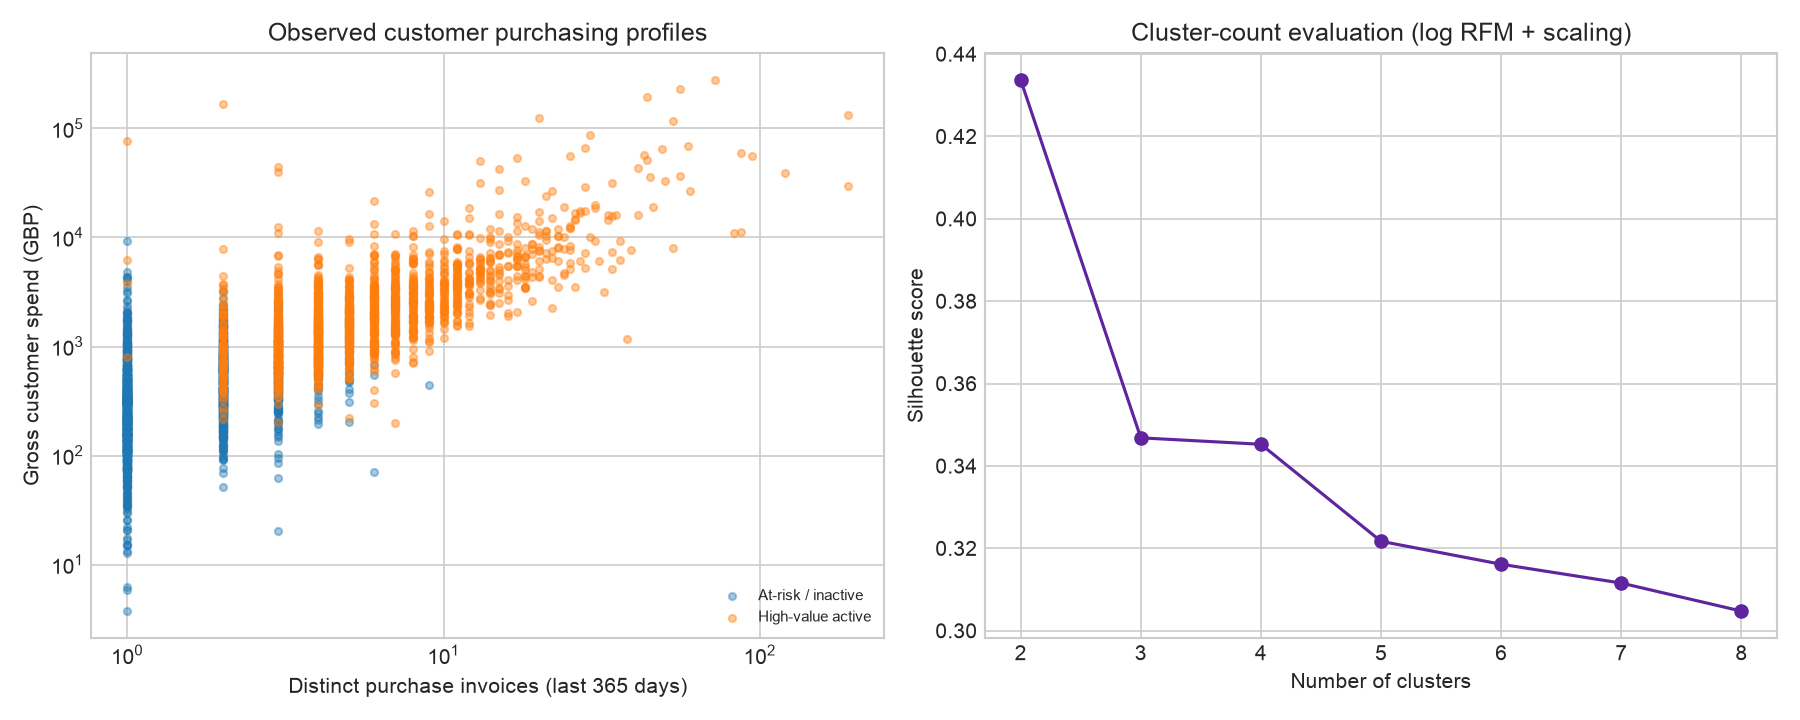 Observed customer purchasing profiles
Gross customer spend (GBP)
10^5
10^4
10^3
10^2
10^1
At-risk / inactive
High-value active
10^0
10^1
10^2
Distinct purchase invoices (last 365 days)
Cluster-count evaluation (log RFM + scaling)
Silhouette score
0.44
0.42
0.40
0.38
0.36
0.34
0.32
0.30
2 3 4 5 6 7 8
Number of clusters